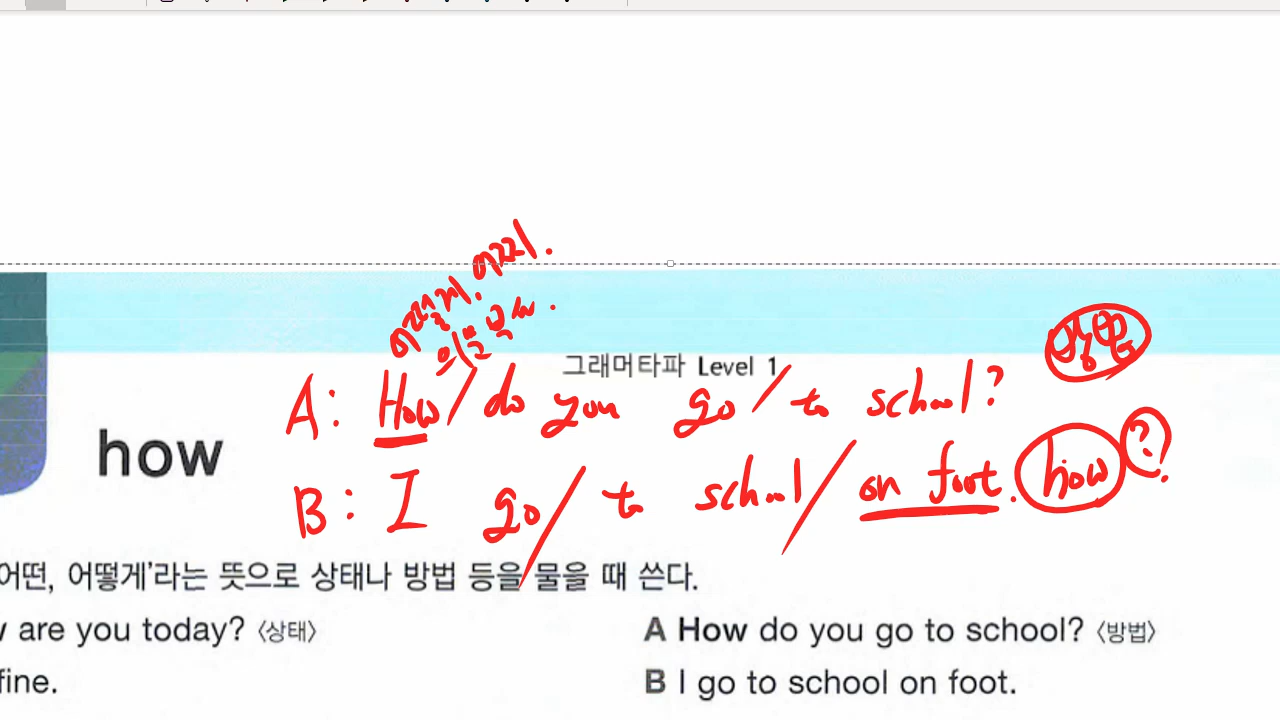 어떻게.
의문부사.
그래머타파 Level 1
방법
A: How / do you go / to school?
how
B: I go / to school / on foot. how ?
어떤, 어떻게’라는 뜻으로 상태나 방법 등을 물을 때 쓴다.
are you today? 〈상태〉
A How do you go to school? 〈방법〉
fine.
B I go to school on foot.